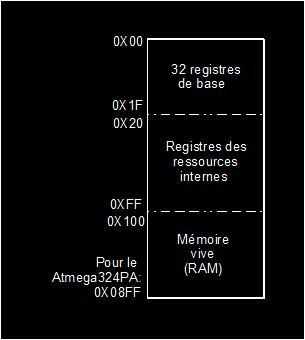 0X00
32 registres
de base
0X1F
0X20
Registres des
ressources
internes
0XFF
0X100
Mémoire
vive
(RAM)
Pour le
Atmega324PA:
0X08FF